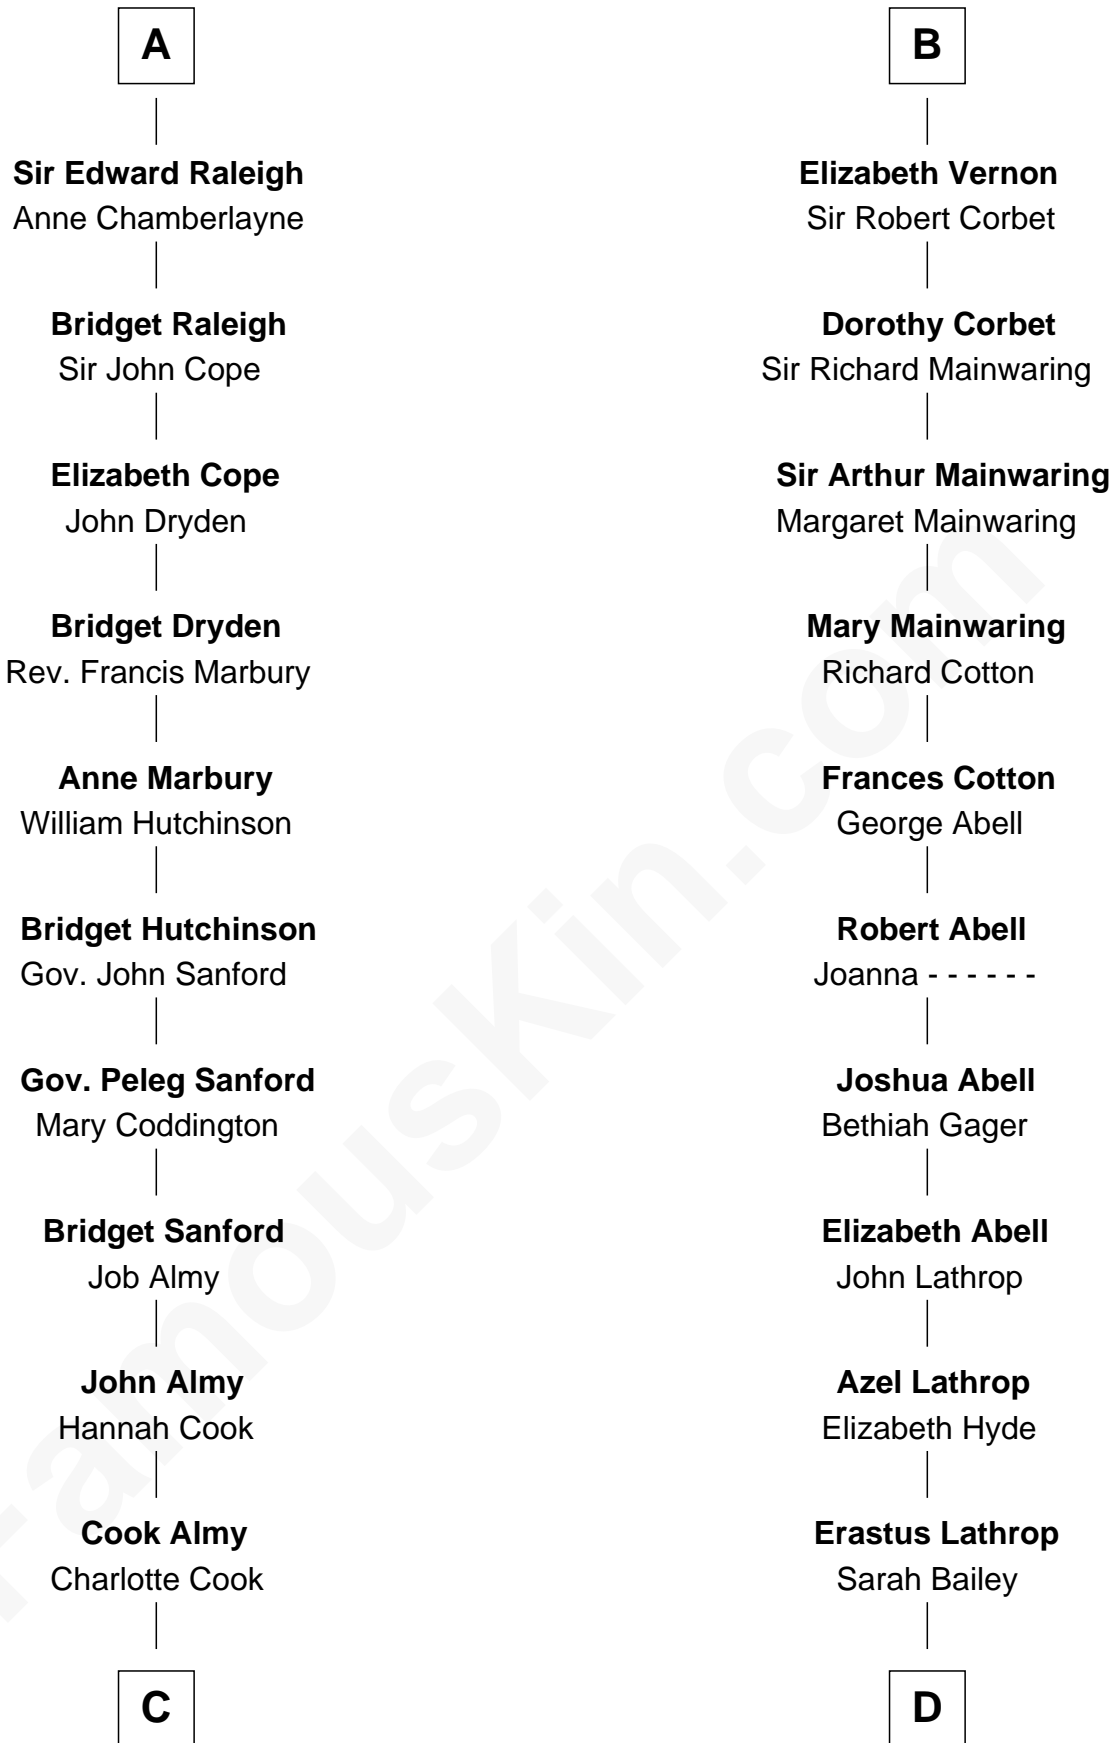 A
Sir Edward Raleigh
Anne Chamberlayne
Bridget Raleigh
Sir John Cope
Elizabeth Cope
John Dryden
Bridget Dryden
Rev. Francis Marbury
Anne Marbury
William Hutchinson
Bridget Hutchinson
Gov. John Sanford
Gov. Peleg Sanford
Mary Coddington
Bridget Sanford
Job Almy
John Almy
Hannah Cook
Cook Almy
Charlotte Cook
C
B
Elizabeth Vernon
Sir Robert Corbet
Dorothy Corbet
Sir Richard Mainwaring
Sir Arthur Mainwaring
Margaret Mainwaring
Mary Mainwaring
Richard Cotton
Frances Cotton
George Abell
Robert Abell
Joanna - - - - - -
Joshua Abell
Bethiah Gager
Elizabeth Abell
John Lathrop
Azel Lathrop
Elizabeth Hyde
Erastus Lathrop
Sarah Bailey
D
FamousKin.com